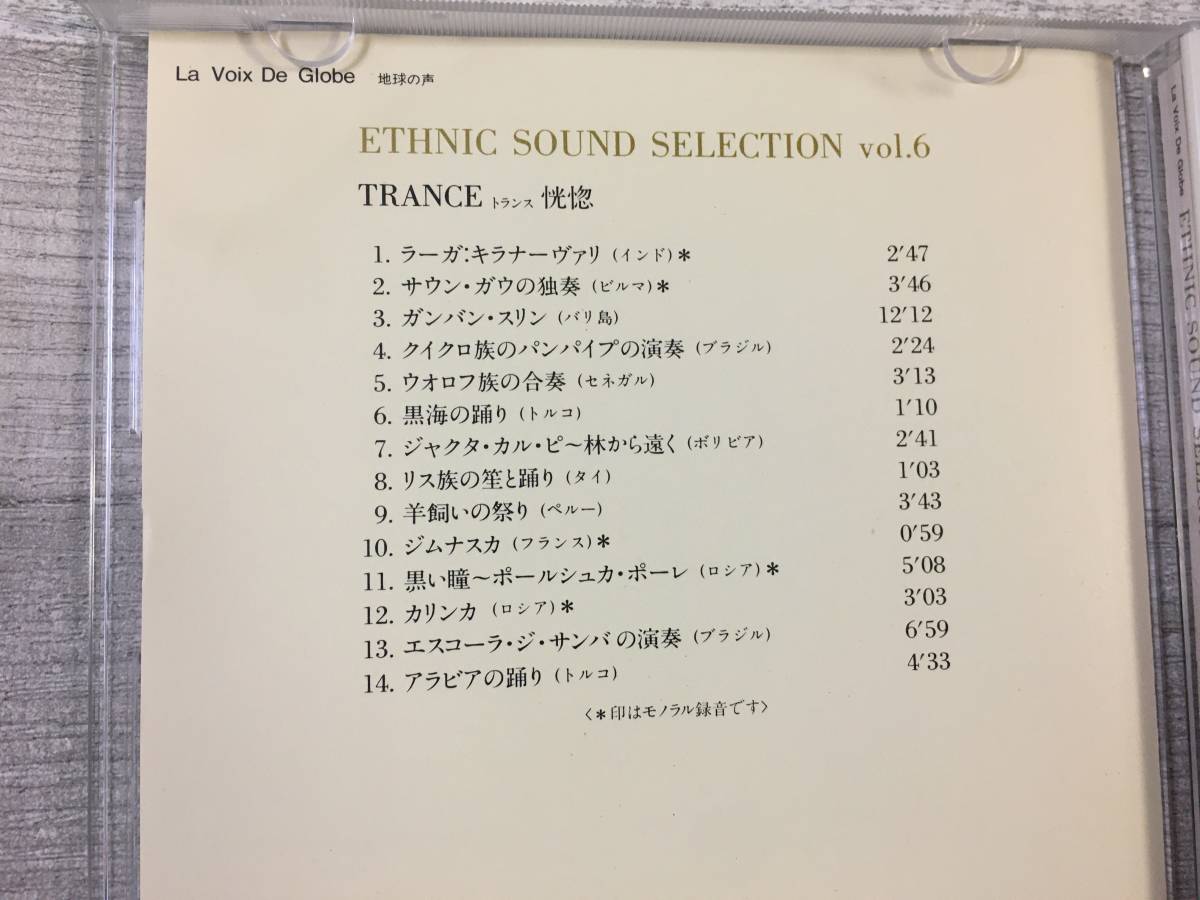 La Voix De Globe 地球の声
ETHNIC SOUND SELECTION vol.6
TRANCE トランス 恍惚
1. ラーガ:キラナーヴァリ (インド)* 2′47
2. サウン・ガウの独奏 (ビルマ)* 3′46
3. ガンバン・スリン (バリ島) 12′12
4. クイクロ族のパンパイプの演奏 (ブラジル) 2′24
5. ウオロフ族の合奏 (セネガル) 3′13
6. 黒海の踊り (トルコ) 1′10
7. ジャクタ・カル・ピ〜林から遠く (ボリビア) 2′41
8. リス族の笙と踊り (タイ) 1′03
9. 羊飼いの祭り (ペルー) 3′43
10. ジムナスカ (フランス)* 0′59
11. 黒い瞳〜ポールシュカ・ポーレ (ロシア)* 5′08
12. カリンカ (ロシア)* 3′03
13. エスコーラ・ジ・サンバの演奏 (ブラジル) 6′59
14. アラビアの踊り (トルコ) 4′33
〈*印はモノラル録音です〉
La Voix De Globe ETHNIC SOUND